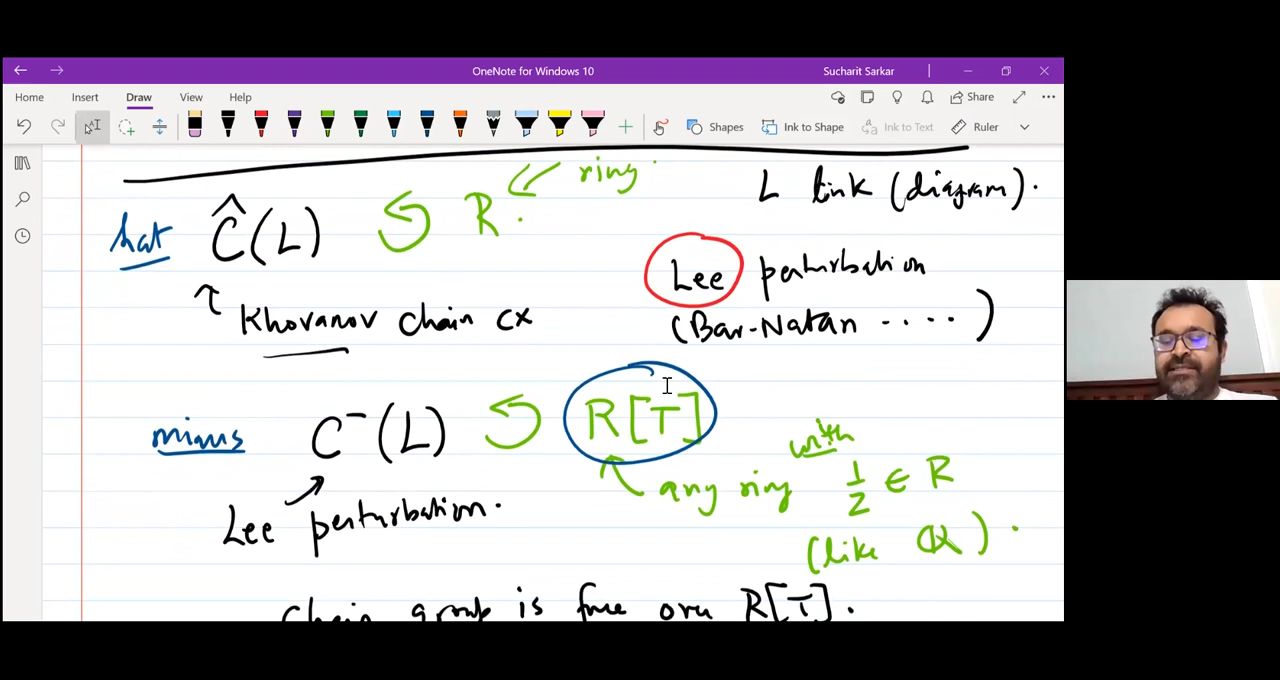 OneNote for Windows 10
Sucharit Sarkar
Home Insert Draw View Help
Share
Shapes Ink to Shape Ink to Text Ruler
ring.
L link (diagram).
hat Ĉ(L) R.
Lee perturbation
Khovanov chain cx
(Bar-Natan ....)
minus C⁻(L) R[T]
with
any ring 1/2 ∈ R
Lee perturbation.
(like ℚ).
chain group is free over R[T].